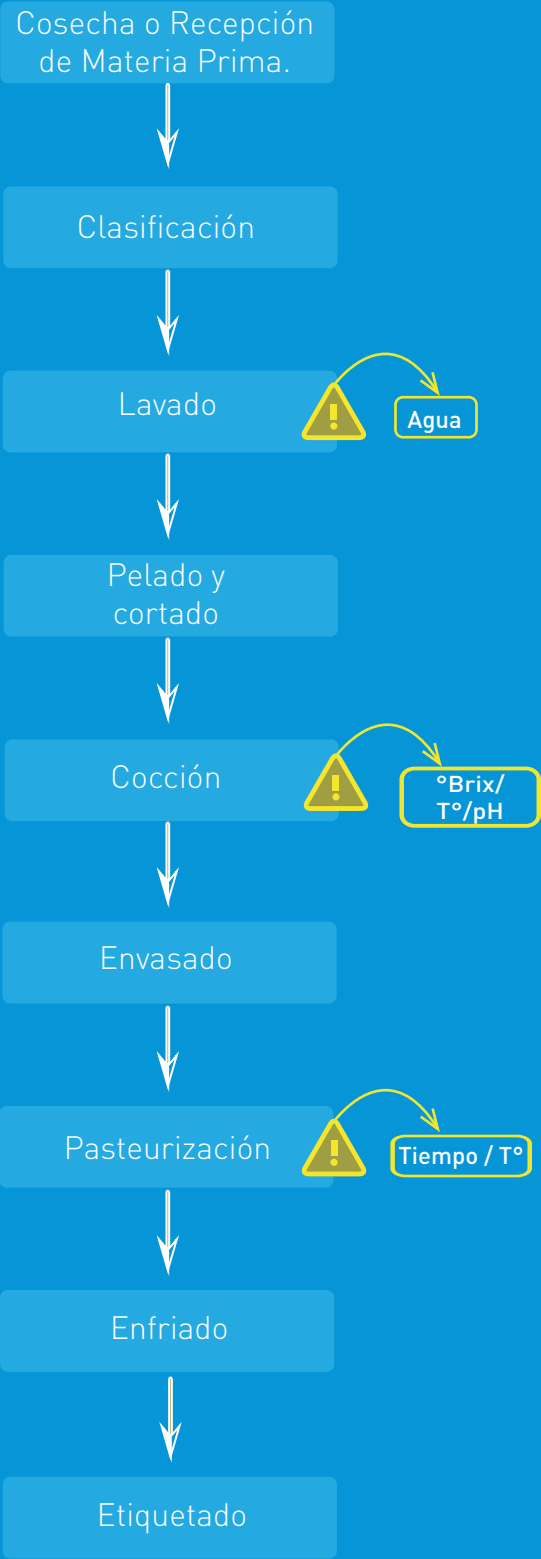 Cosecha o Recepción
de Materia Prima.
Clasificación
Lavado
Agua
Pelado y
cortado
Cocción
°Brix/
T°/pH
Envasado
Pasteurización
Tiempo / T°
Enfriado
Etiquetado